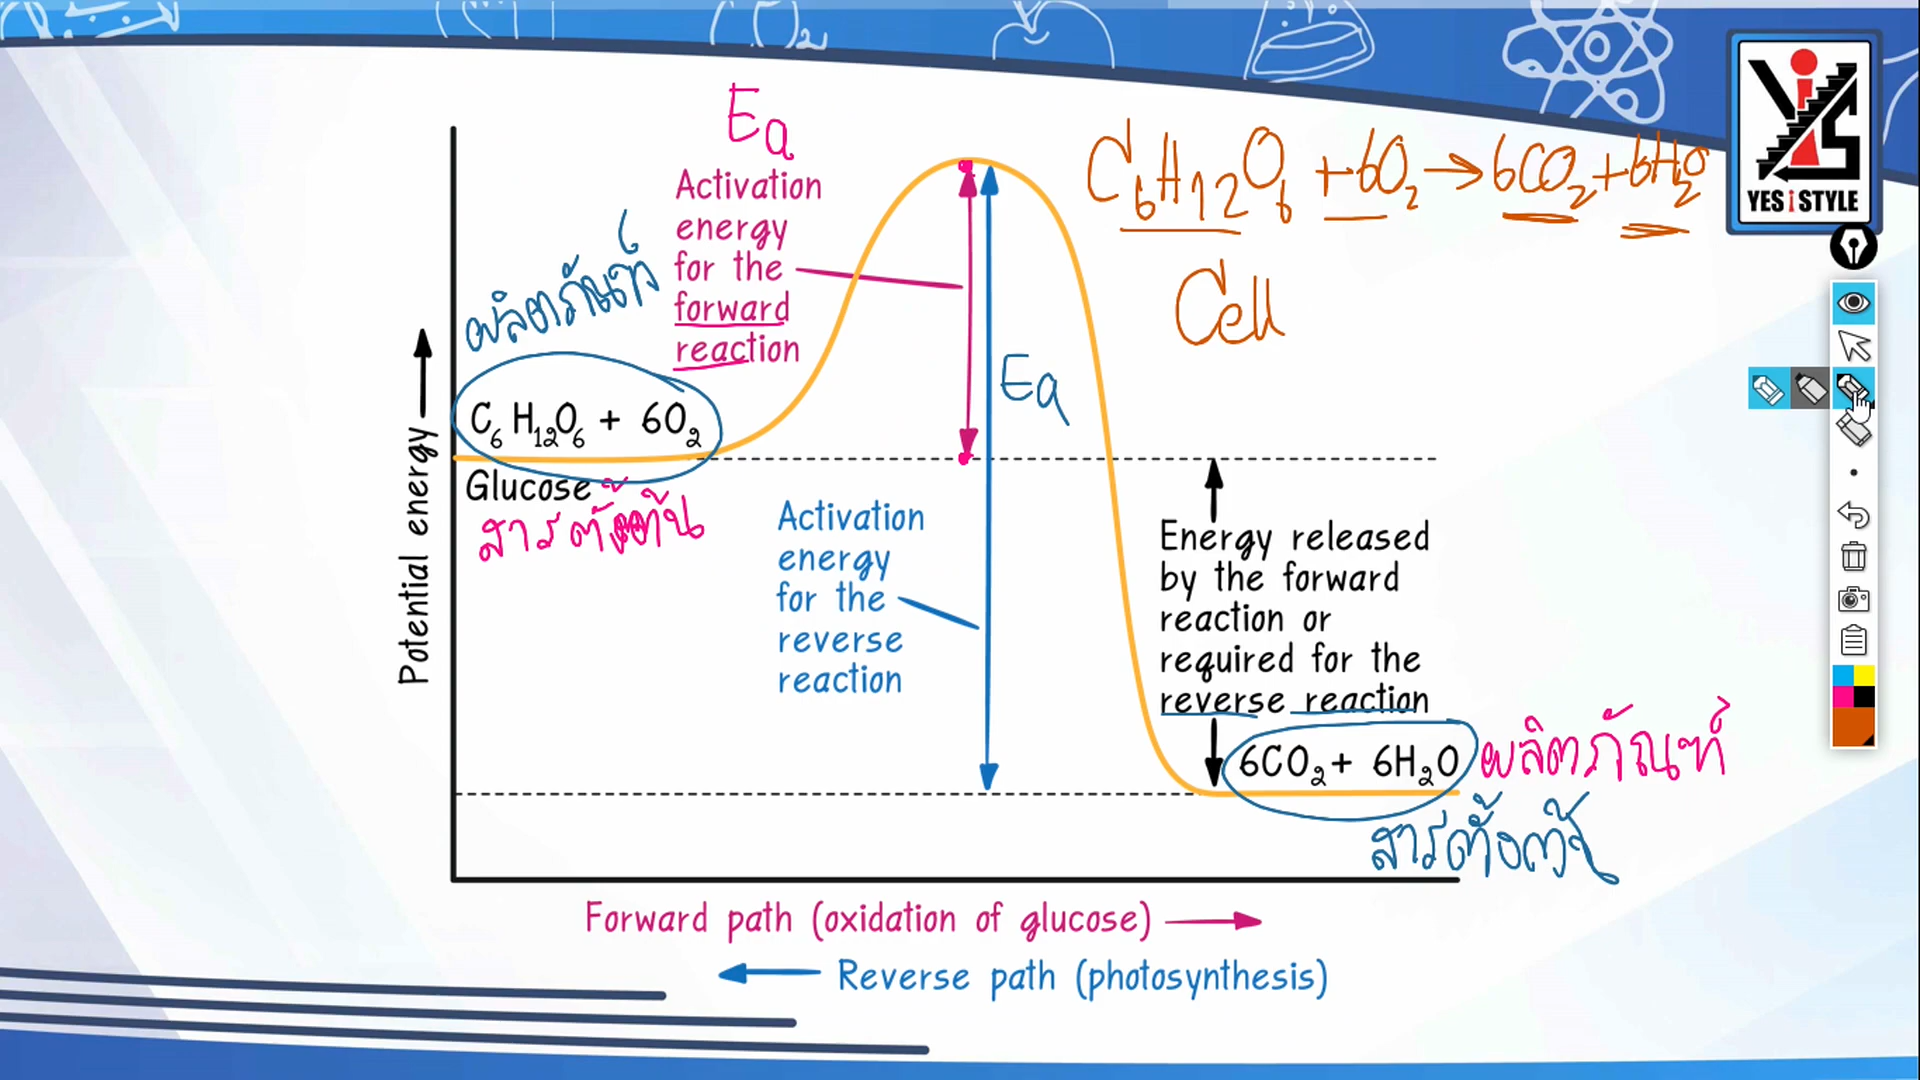 Ea
Activation
energy
for the
forward
reaction
C6H12O6 + 6O2 → 6CO2 + 6H2O
Cell
YES i STYLE
ผลิตภัณฑ์
C6H12O6 + 6O2
Glucose
สารตั้งต้น
Ea
Potential energy
Activation
energy
for the
reverse
reaction
Energy released
by the forward
reaction or
required for the
reverse reaction
6CO2 + 6H2O
ผลิตภัณฑ์
สารตั้งต้น
Forward path (oxidation of glucose)
Reverse path (photosynthesis)